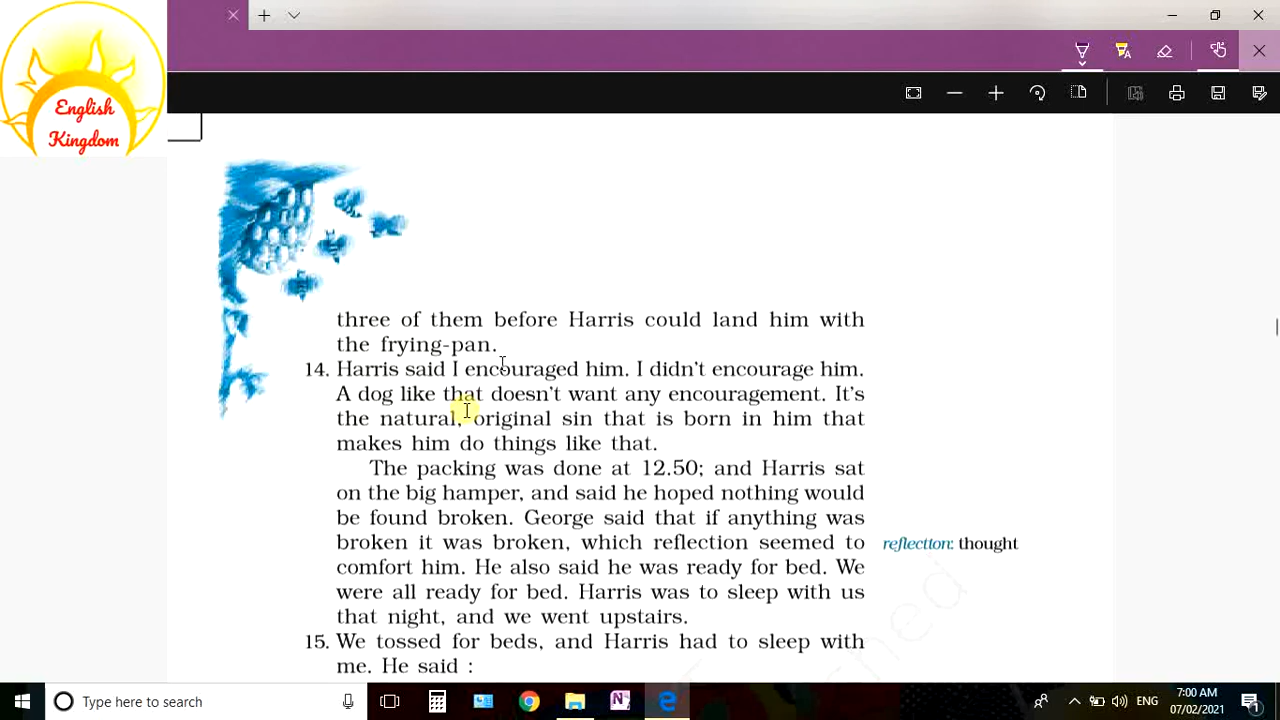 English
Kingdom
three of them before Harris could land him with
the frying-pan.
14. Harris said I encouraged him. I didn't encourage him.
A dog like that doesn't want any encouragement. It's
the natural, original sin that is born in him that
makes him do things like that.
The packing was done at 12.50; and Harris sat
on the big hamper, and said he hoped nothing would
be found broken. George said that if anything was
broken it was broken, which reflection seemed to
reflection: thought
comfort him. He also said he was ready for bed. We
were all ready for bed. Harris was to sleep with us
that night, and we went upstairs.
15. We tossed for beds, and Harris had to sleep with
me. He said :
Type here to search
ENG
7:00 AM
07/02/2021